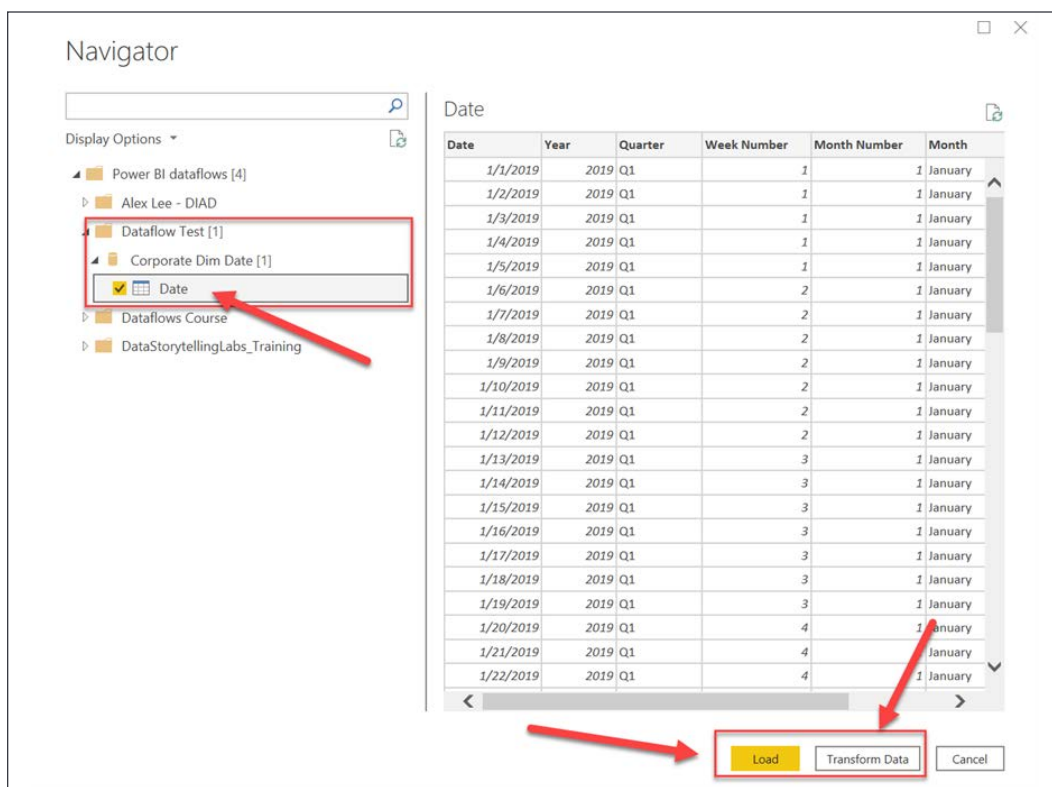 Navigator
Display Options
Power BI dataflows [4]
Alex Lee - DIAD
Dataflow Test [1]
Corporate Dim Date [1]
Date
Dataflows Course
DataStorytellingLabs_Training
Date
Date Year Quarter Week Number Month Number Month
1/1/2019 2019 Q1 1 1 January
1/2/2019 2019 Q1 1 1 January
1/3/2019 2019 Q1 1 1 January
1/4/2019 2019 Q1 1 1 January
1/5/2019 2019 Q1 1 1 January
1/6/2019 2019 Q1 2 1 January
1/7/2019 2019 Q1 2 1 January
1/8/2019 2019 Q1 2 1 January
1/9/2019 2019 Q1 2 1 January
1/10/2019 2019 Q1 2 1 January
1/11/2019 2019 Q1 2 1 January
1/12/2019 2019 Q1 2 1 January
1/13/2019 2019 Q1 3 1 January
1/14/2019 2019 Q1 3 1 January
1/15/2019 2019 Q1 3 1 January
1/16/2019 2019 Q1 3 1 January
1/17/2019 2019 Q1 3 1 January
1/18/2019 2019 Q1 3 1 January
1/19/2019 2019 Q1 3 1 January
1/20/2019 2019 Q1 4 1 January
1/21/2019 2019 Q1 4 1 January
1/22/2019 2019 Q1 4 1 January
Load Transform Data Cancel